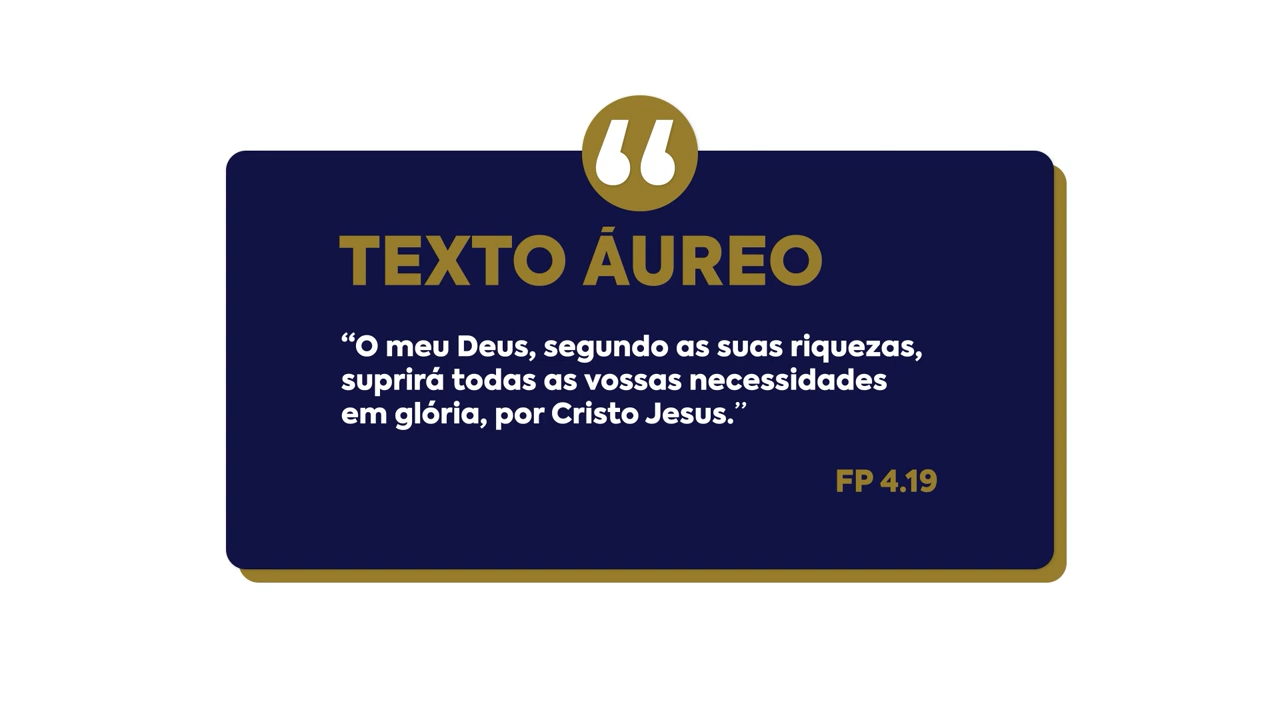 TEXTO ÁUREO
“O meu Deus, segundo as suas riquezas,
suprirá todas as vossas necessidades
em glória, por Cristo Jesus.”
FP 4.19